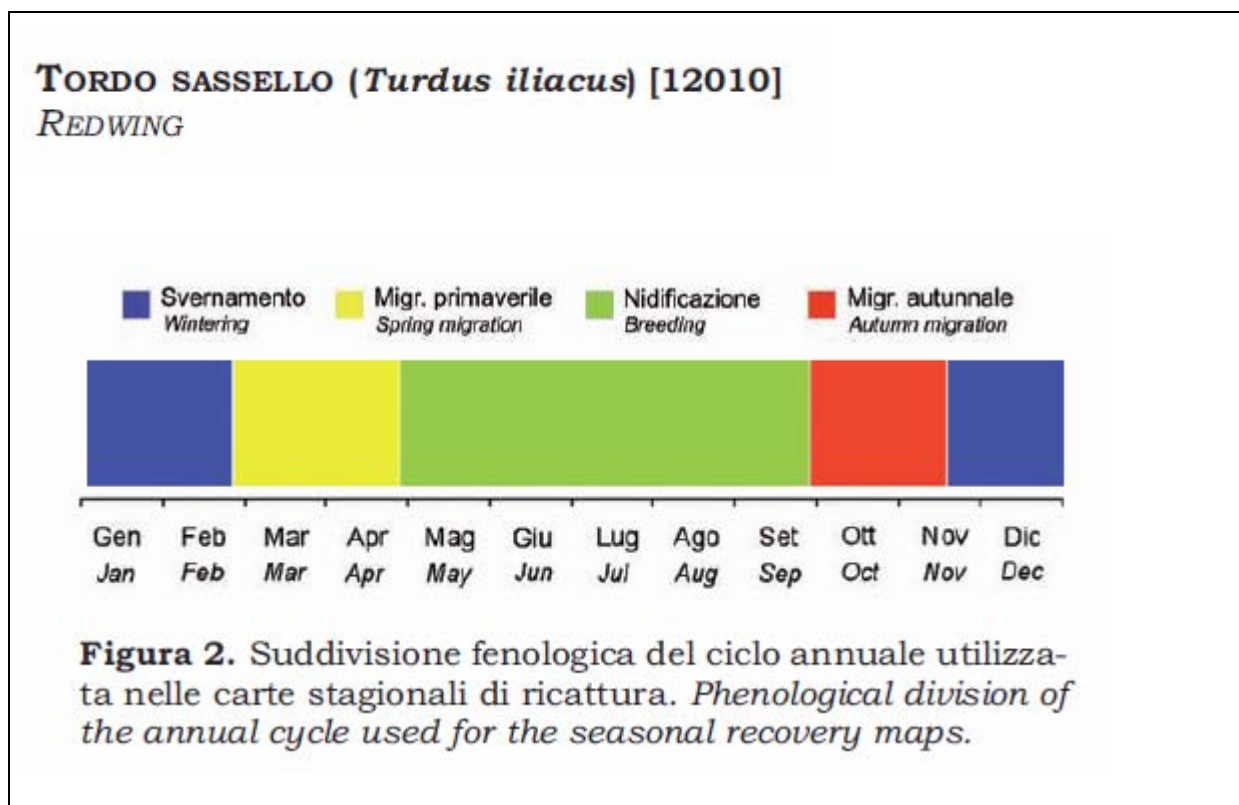 TORDO SASSELLO (Turdus iliacus) [12010]
REDWING
Svernamento Migr. primaverile Nidificazione Migr. autunnale
Wintering Spring migration Breeding Autumn migration
Gen Feb Mar Apr Mag Giu Lug Ago Set Ott Nov Dic
Jan Feb Mar Apr May Jun Jul Aug Sep Oct Nov Dec
Figura 2. Suddivisione fenologica del ciclo annuale utilizza-
ta nelle carte stagionali di ricattura. Phenological division of
the annual cycle used for the seasonal recovery maps.